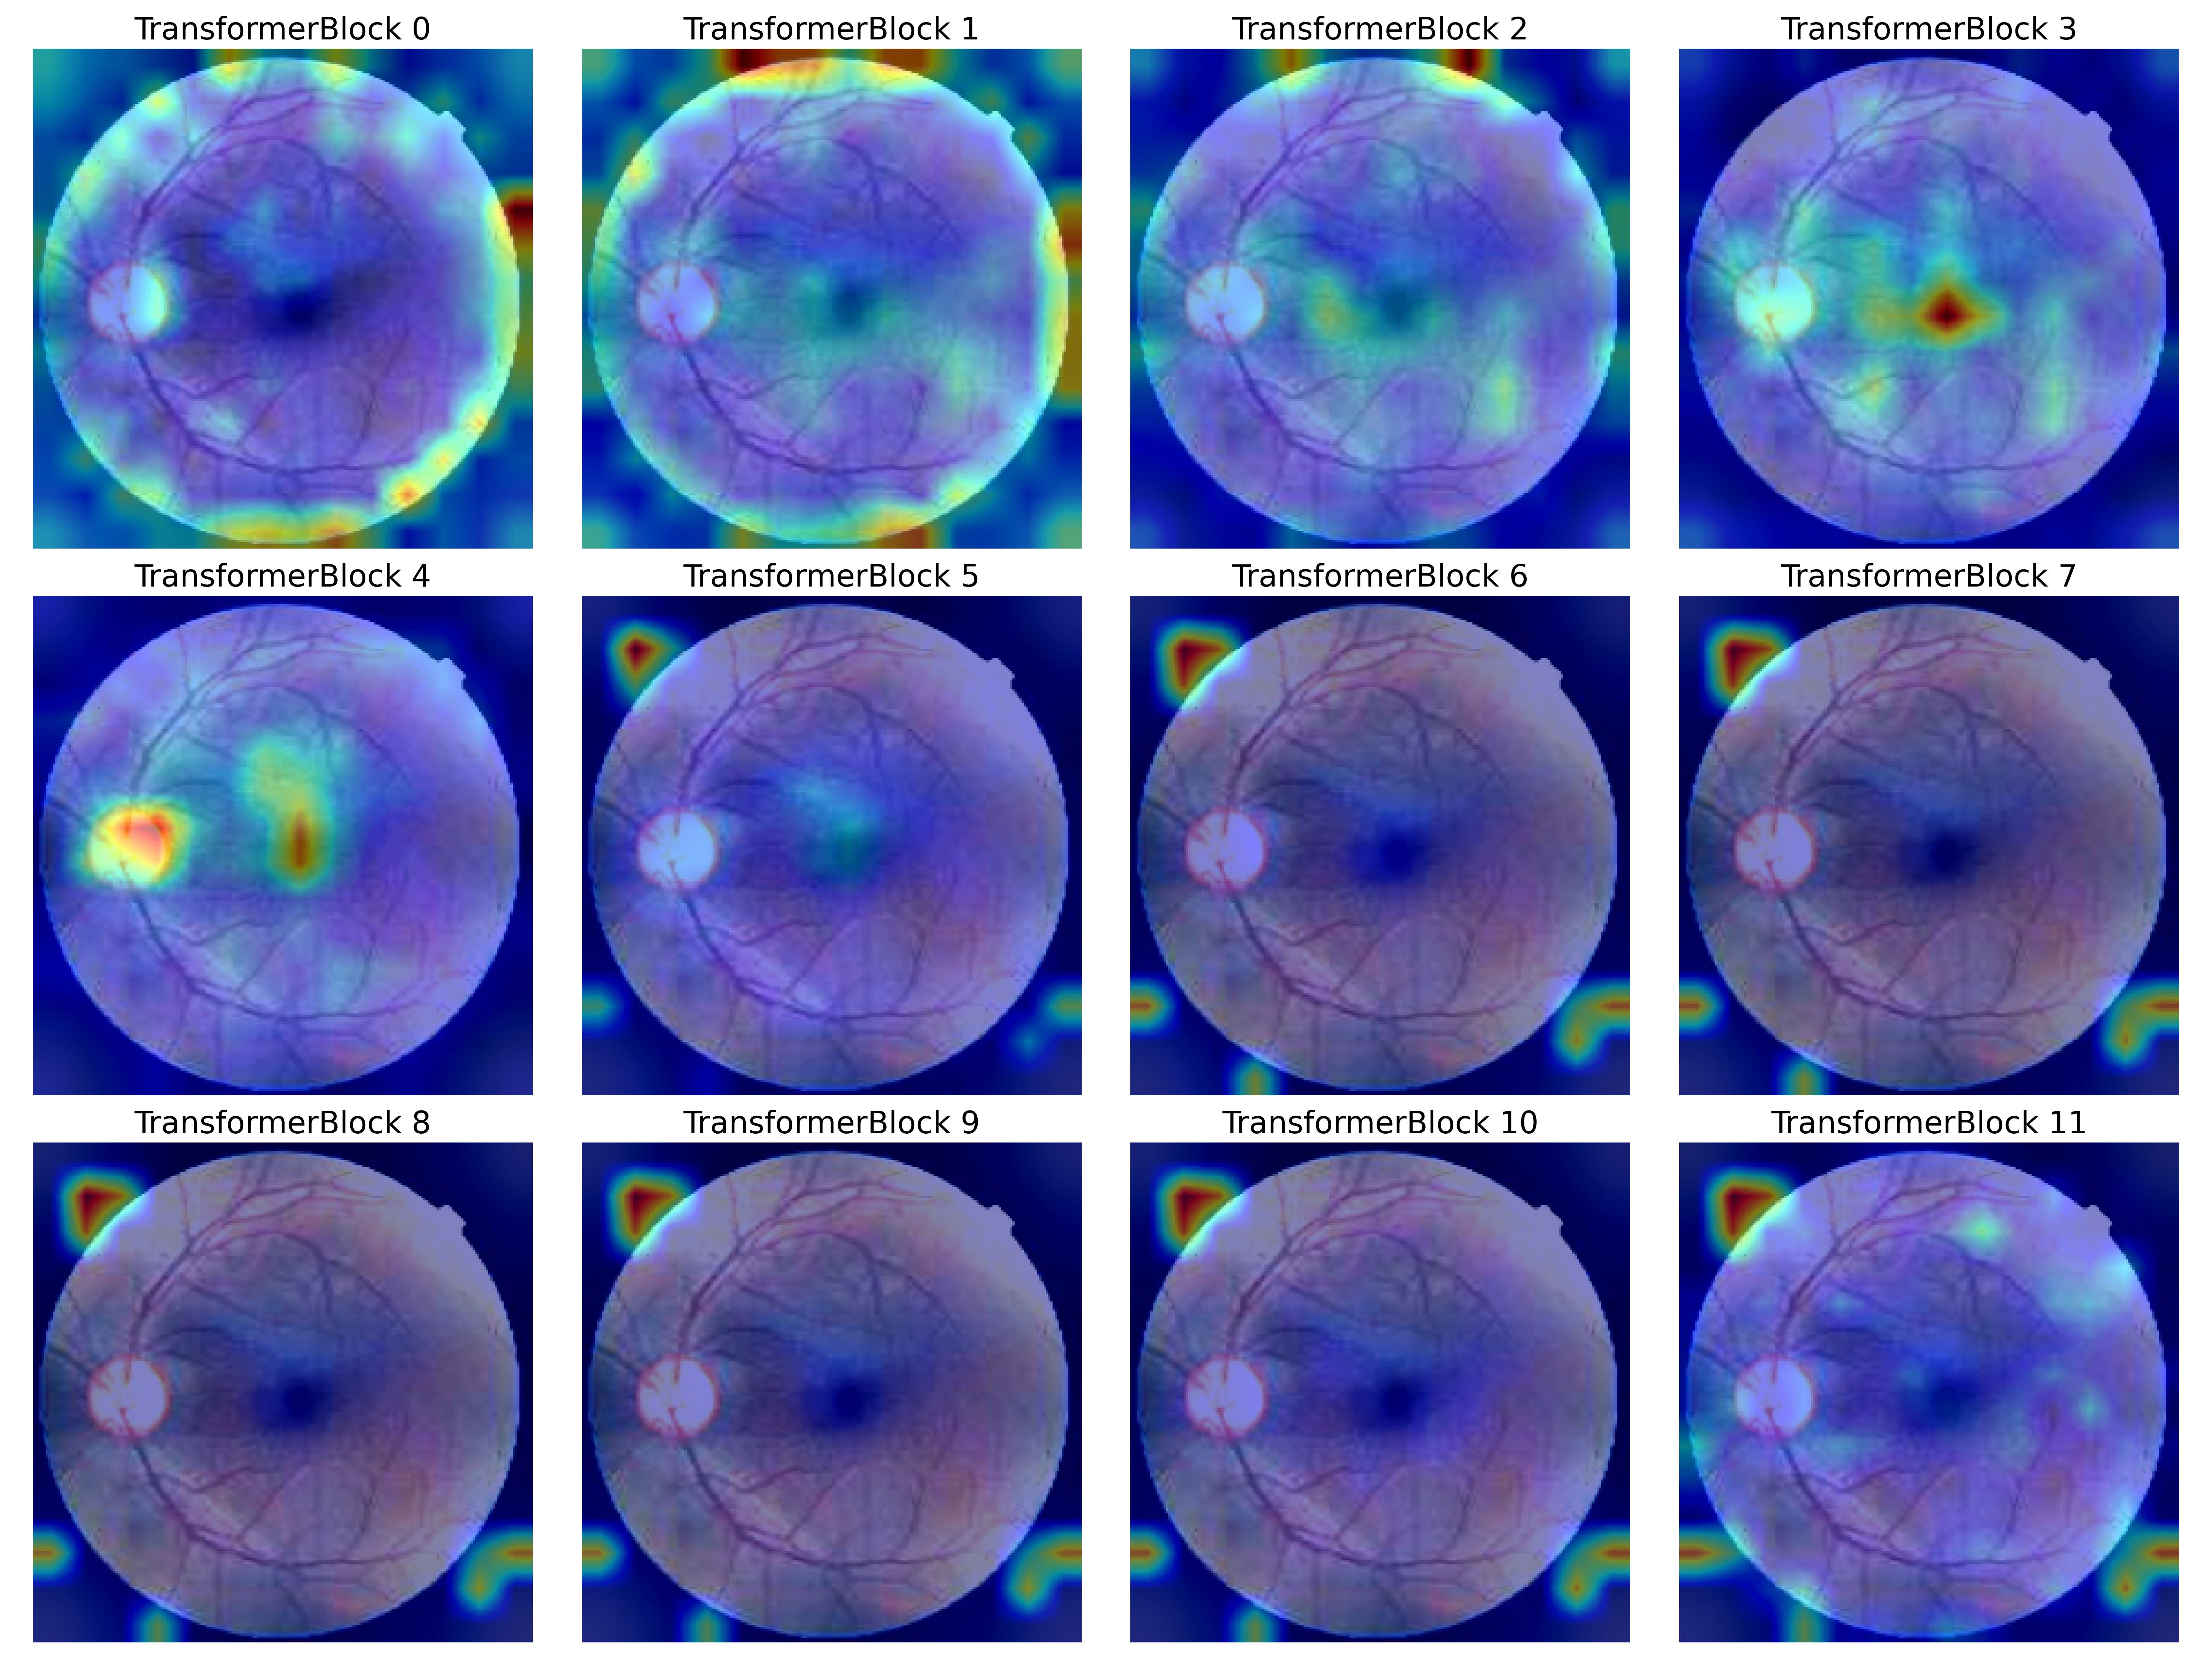 TransformerBlock 0
TransformerBlock 1
TransformerBlock 2
TransformerBlock 3
TransformerBlock 4
TransformerBlock 5
TransformerBlock 6
TransformerBlock 7
TransformerBlock 8
TransformerBlock 9
TransformerBlock 10
TransformerBlock 11